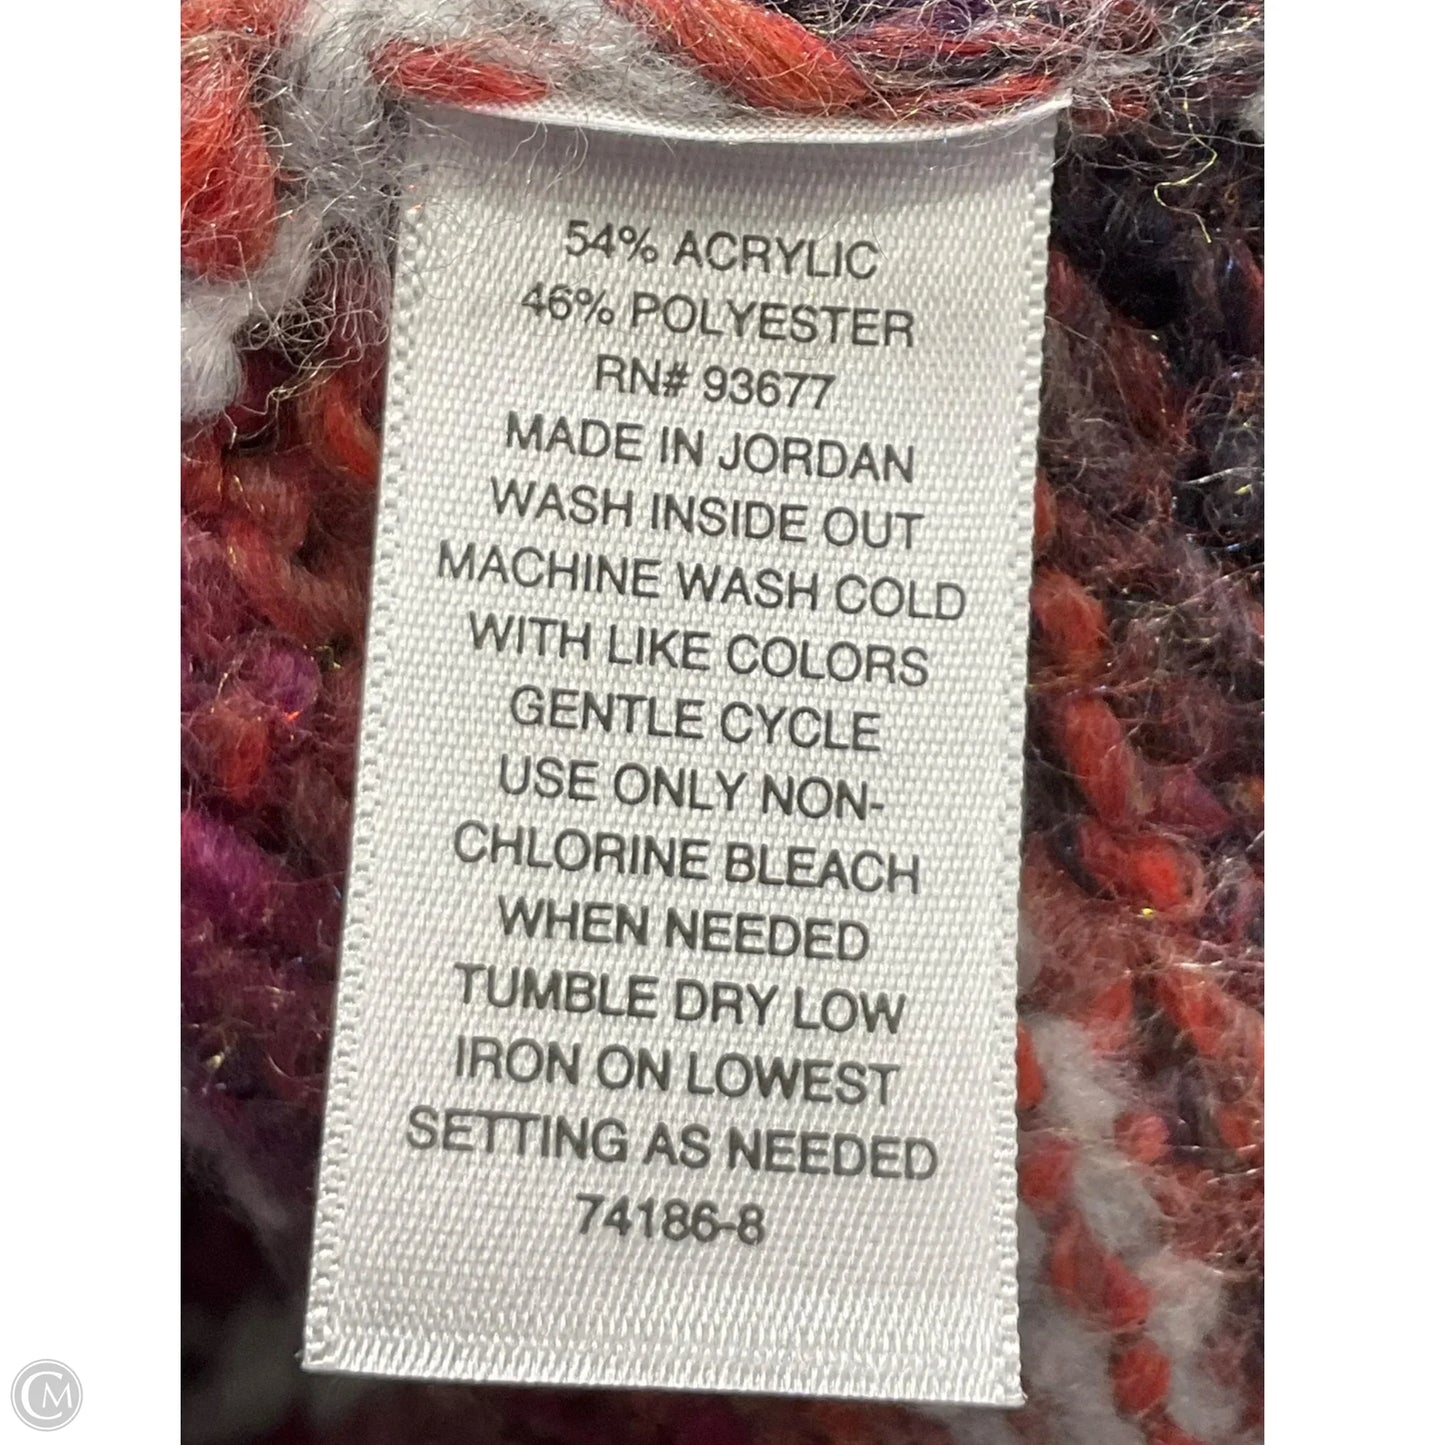 54% ACRYLIC
46% POLYESTER
RN# 93677
MADE IN JORDAN
WASH INSIDE OUT
MACHINE WASH COLD
WITH LIKE COLORS
GENTLE CYCLE
USE ONLY NON-
CHLORINE BLEACH
WHEN NEEDED
TUMBLE DRY LOW
IRON ON LOWEST
SETTING AS NEEDED
74186-8
CM